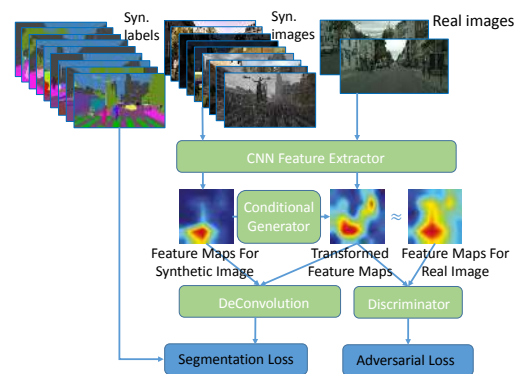 Syn.
labels
Syn.
images
Real images
CNN Feature Extractor
Conditional
Generator
≈
Feature Maps For
Synthetic Image
Transformed
Feature Maps
Feature Maps For
Real Image
DeConvolution
Discriminator
Segmentation Loss
Adversarial Loss